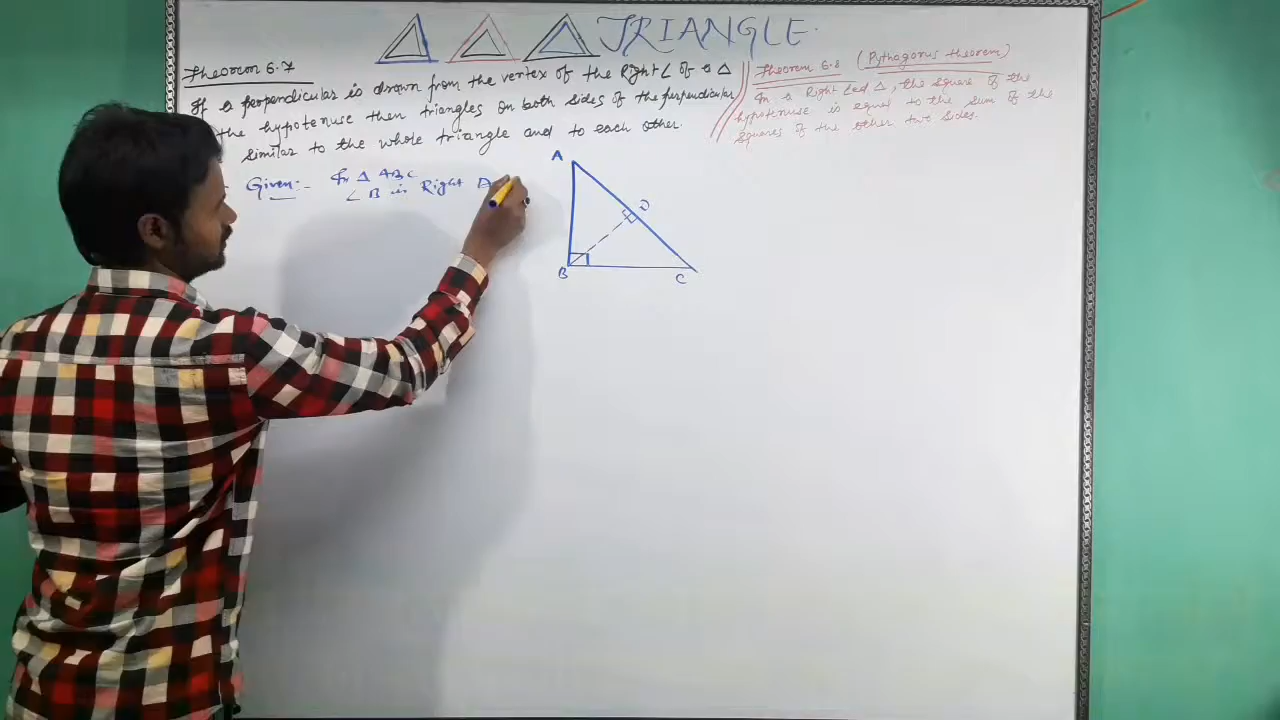 TRIANGLE
Theorem 6.7
If a perpendicular is drawn from the vertex of the Right ∠ of a △
the hypotenuse then triangles on both sides of the perpendicular
similar to the whole triangle and to each other.
Theorem 6.8 (Pythagorus theorem)
In a Right ∠ed △, the square of the
hypotenuse is equal to the sum of the
squares of the other two sides.
Given:- In △ ABC
∠ B is Right
A
D
B
C